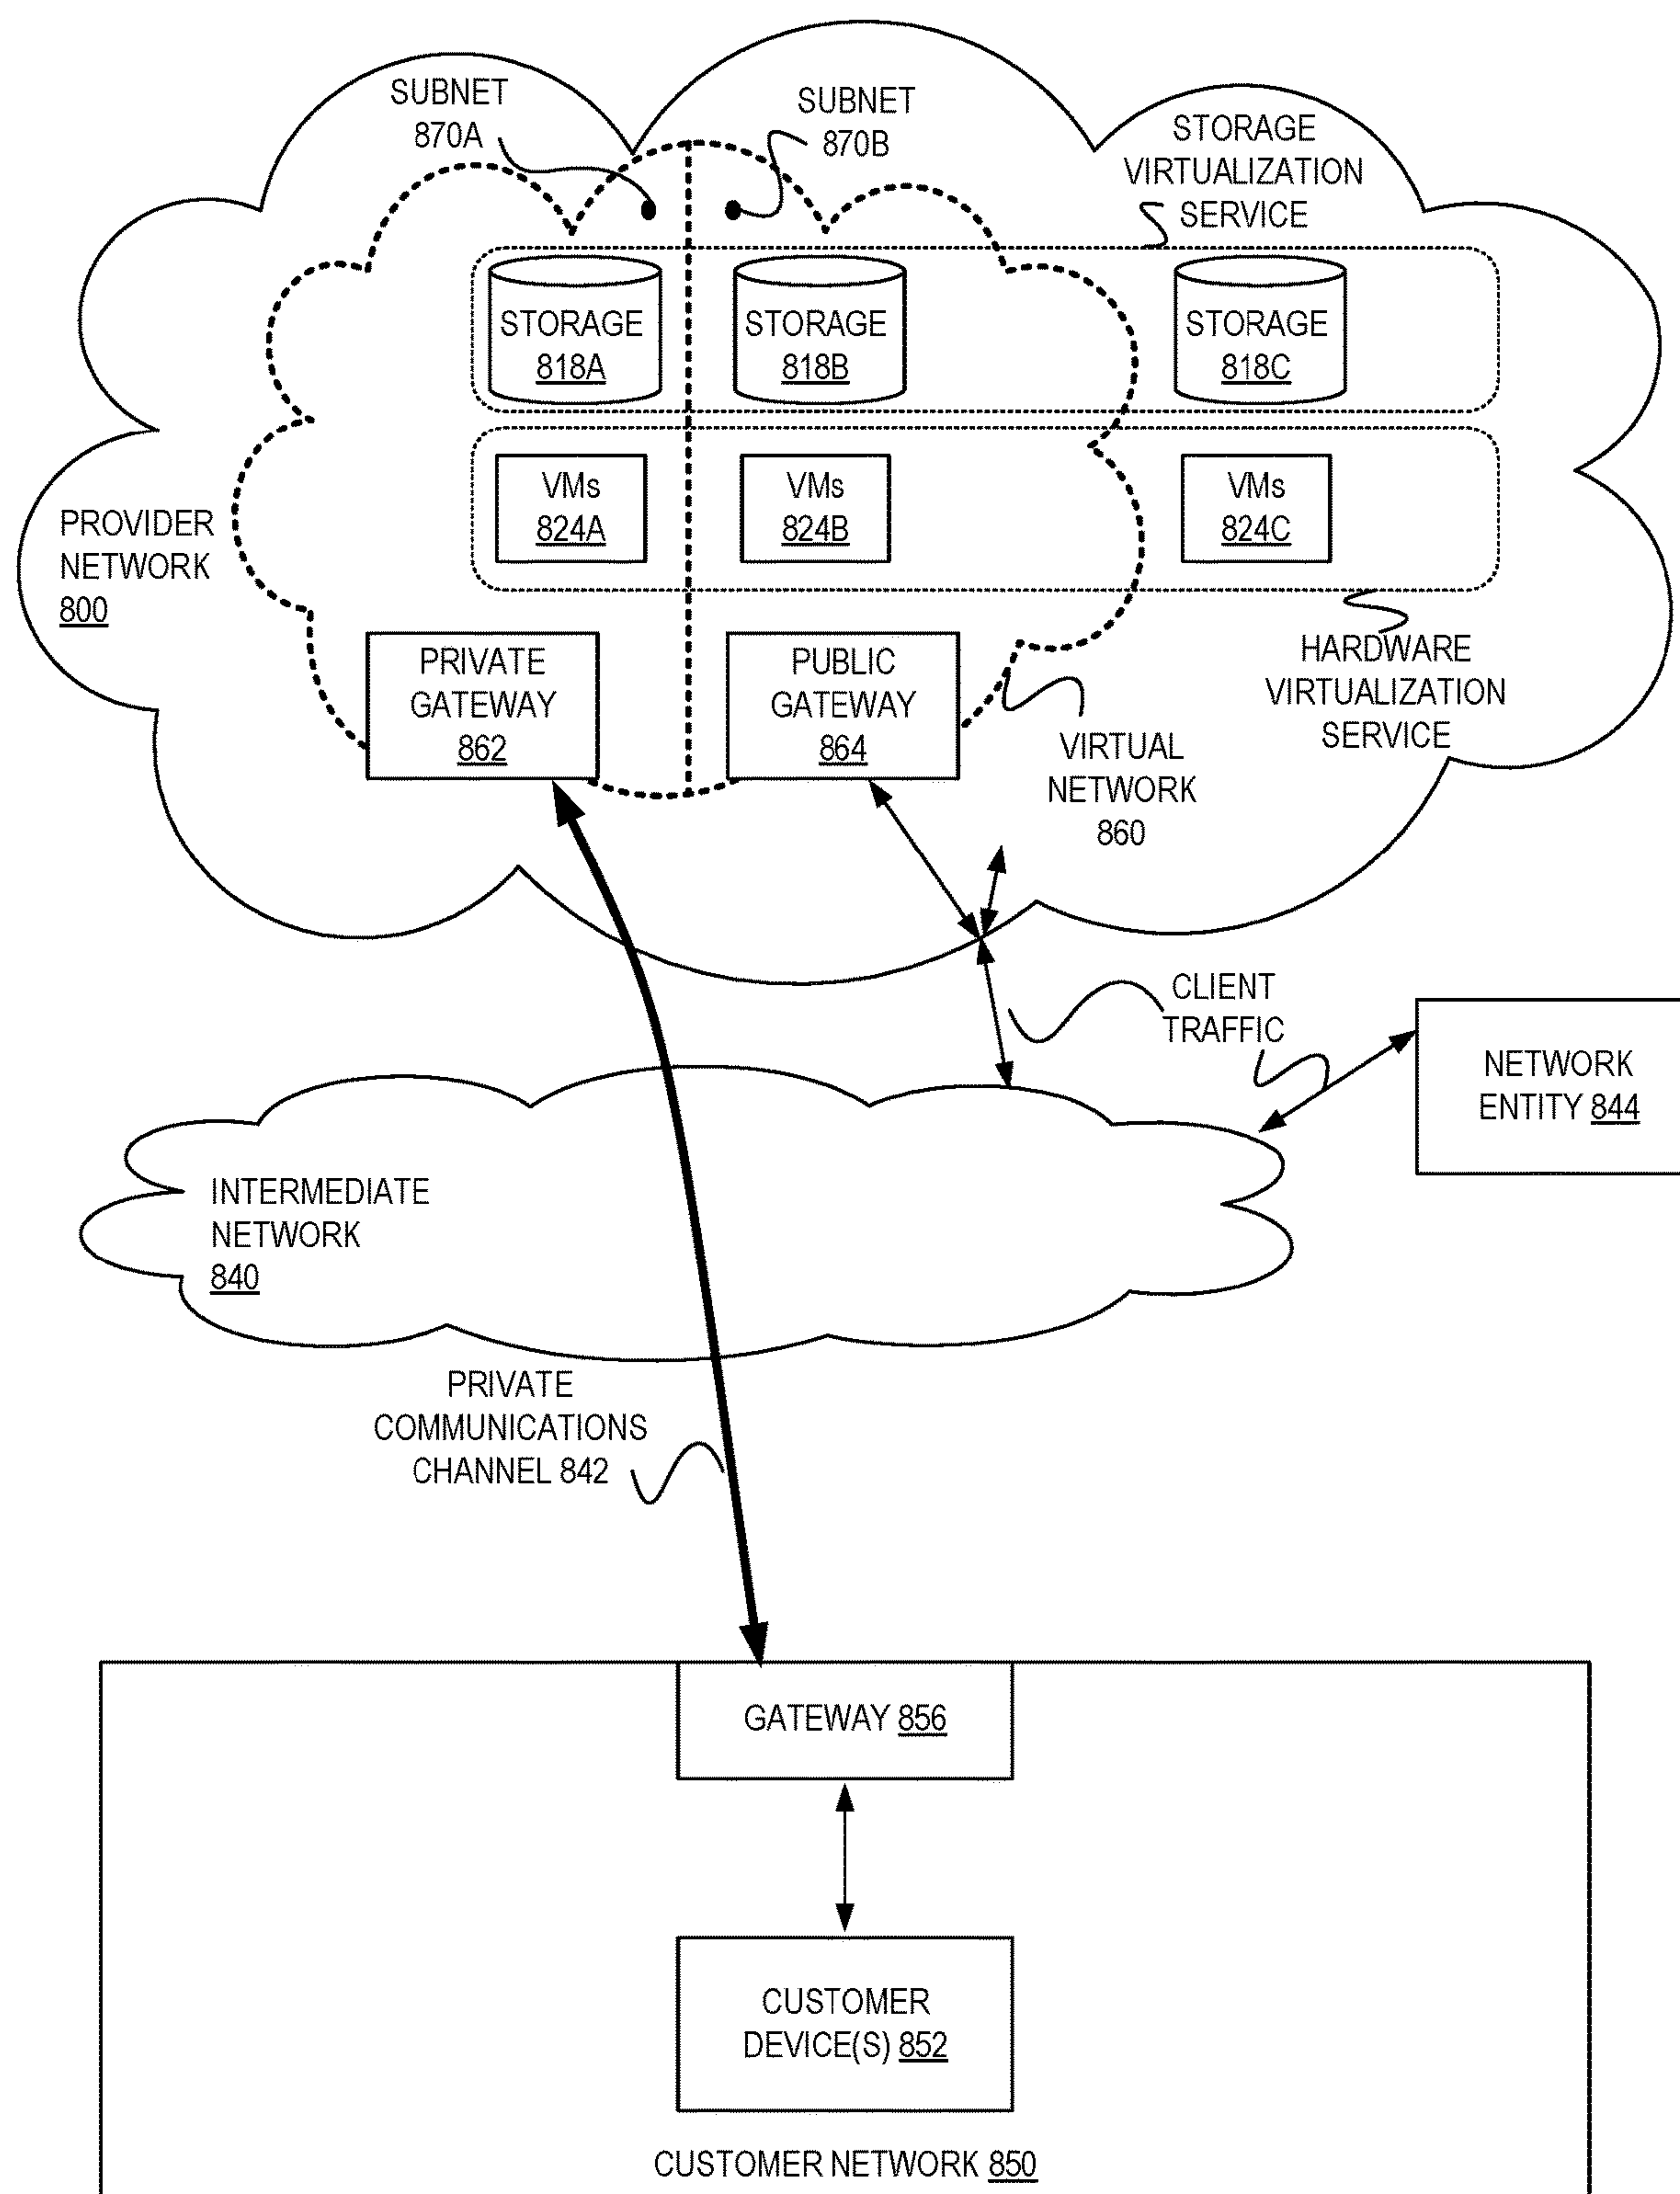 SUBNET
870A
SUBNET
870B
STORAGE
VIRTUALIZATION
SERVICE
STORAGE
818A
STORAGE
818B
STORAGE
818C
VMs
824A
VMs
824B
VMs
824C
PROVIDER
NETWORK
800
HARDWARE
VIRTUALIZATION
SERVICE
PRIVATE
GATEWAY
862
PUBLIC
GATEWAY
864
VIRTUAL
NETWORK
860
CLIENT
TRAFFIC
NETWORK
ENTITY 844
INTERMEDIATE
NETWORK
840
PRIVATE
COMMUNICATIONS
CHANNEL 842
GATEWAY 856
CUSTOMER
DEVICE(S) 852
CUSTOMER NETWORK 850